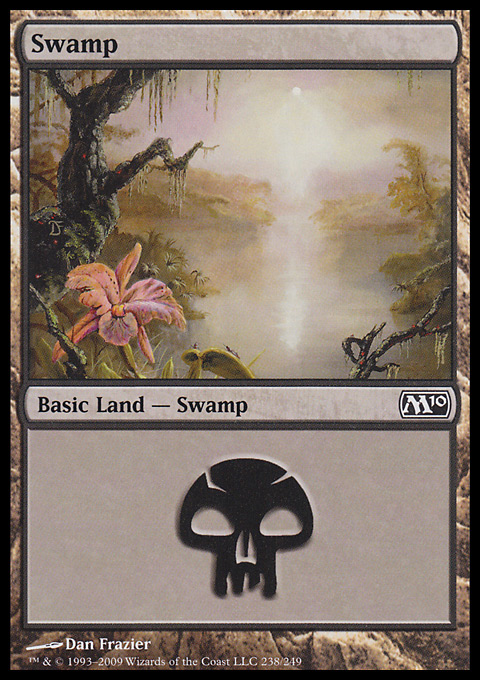 Swamp
Basic Land — Swamp
M10
Dan Frazier
™ & © 1993–2009 Wizards of the Coast LLC 238/249